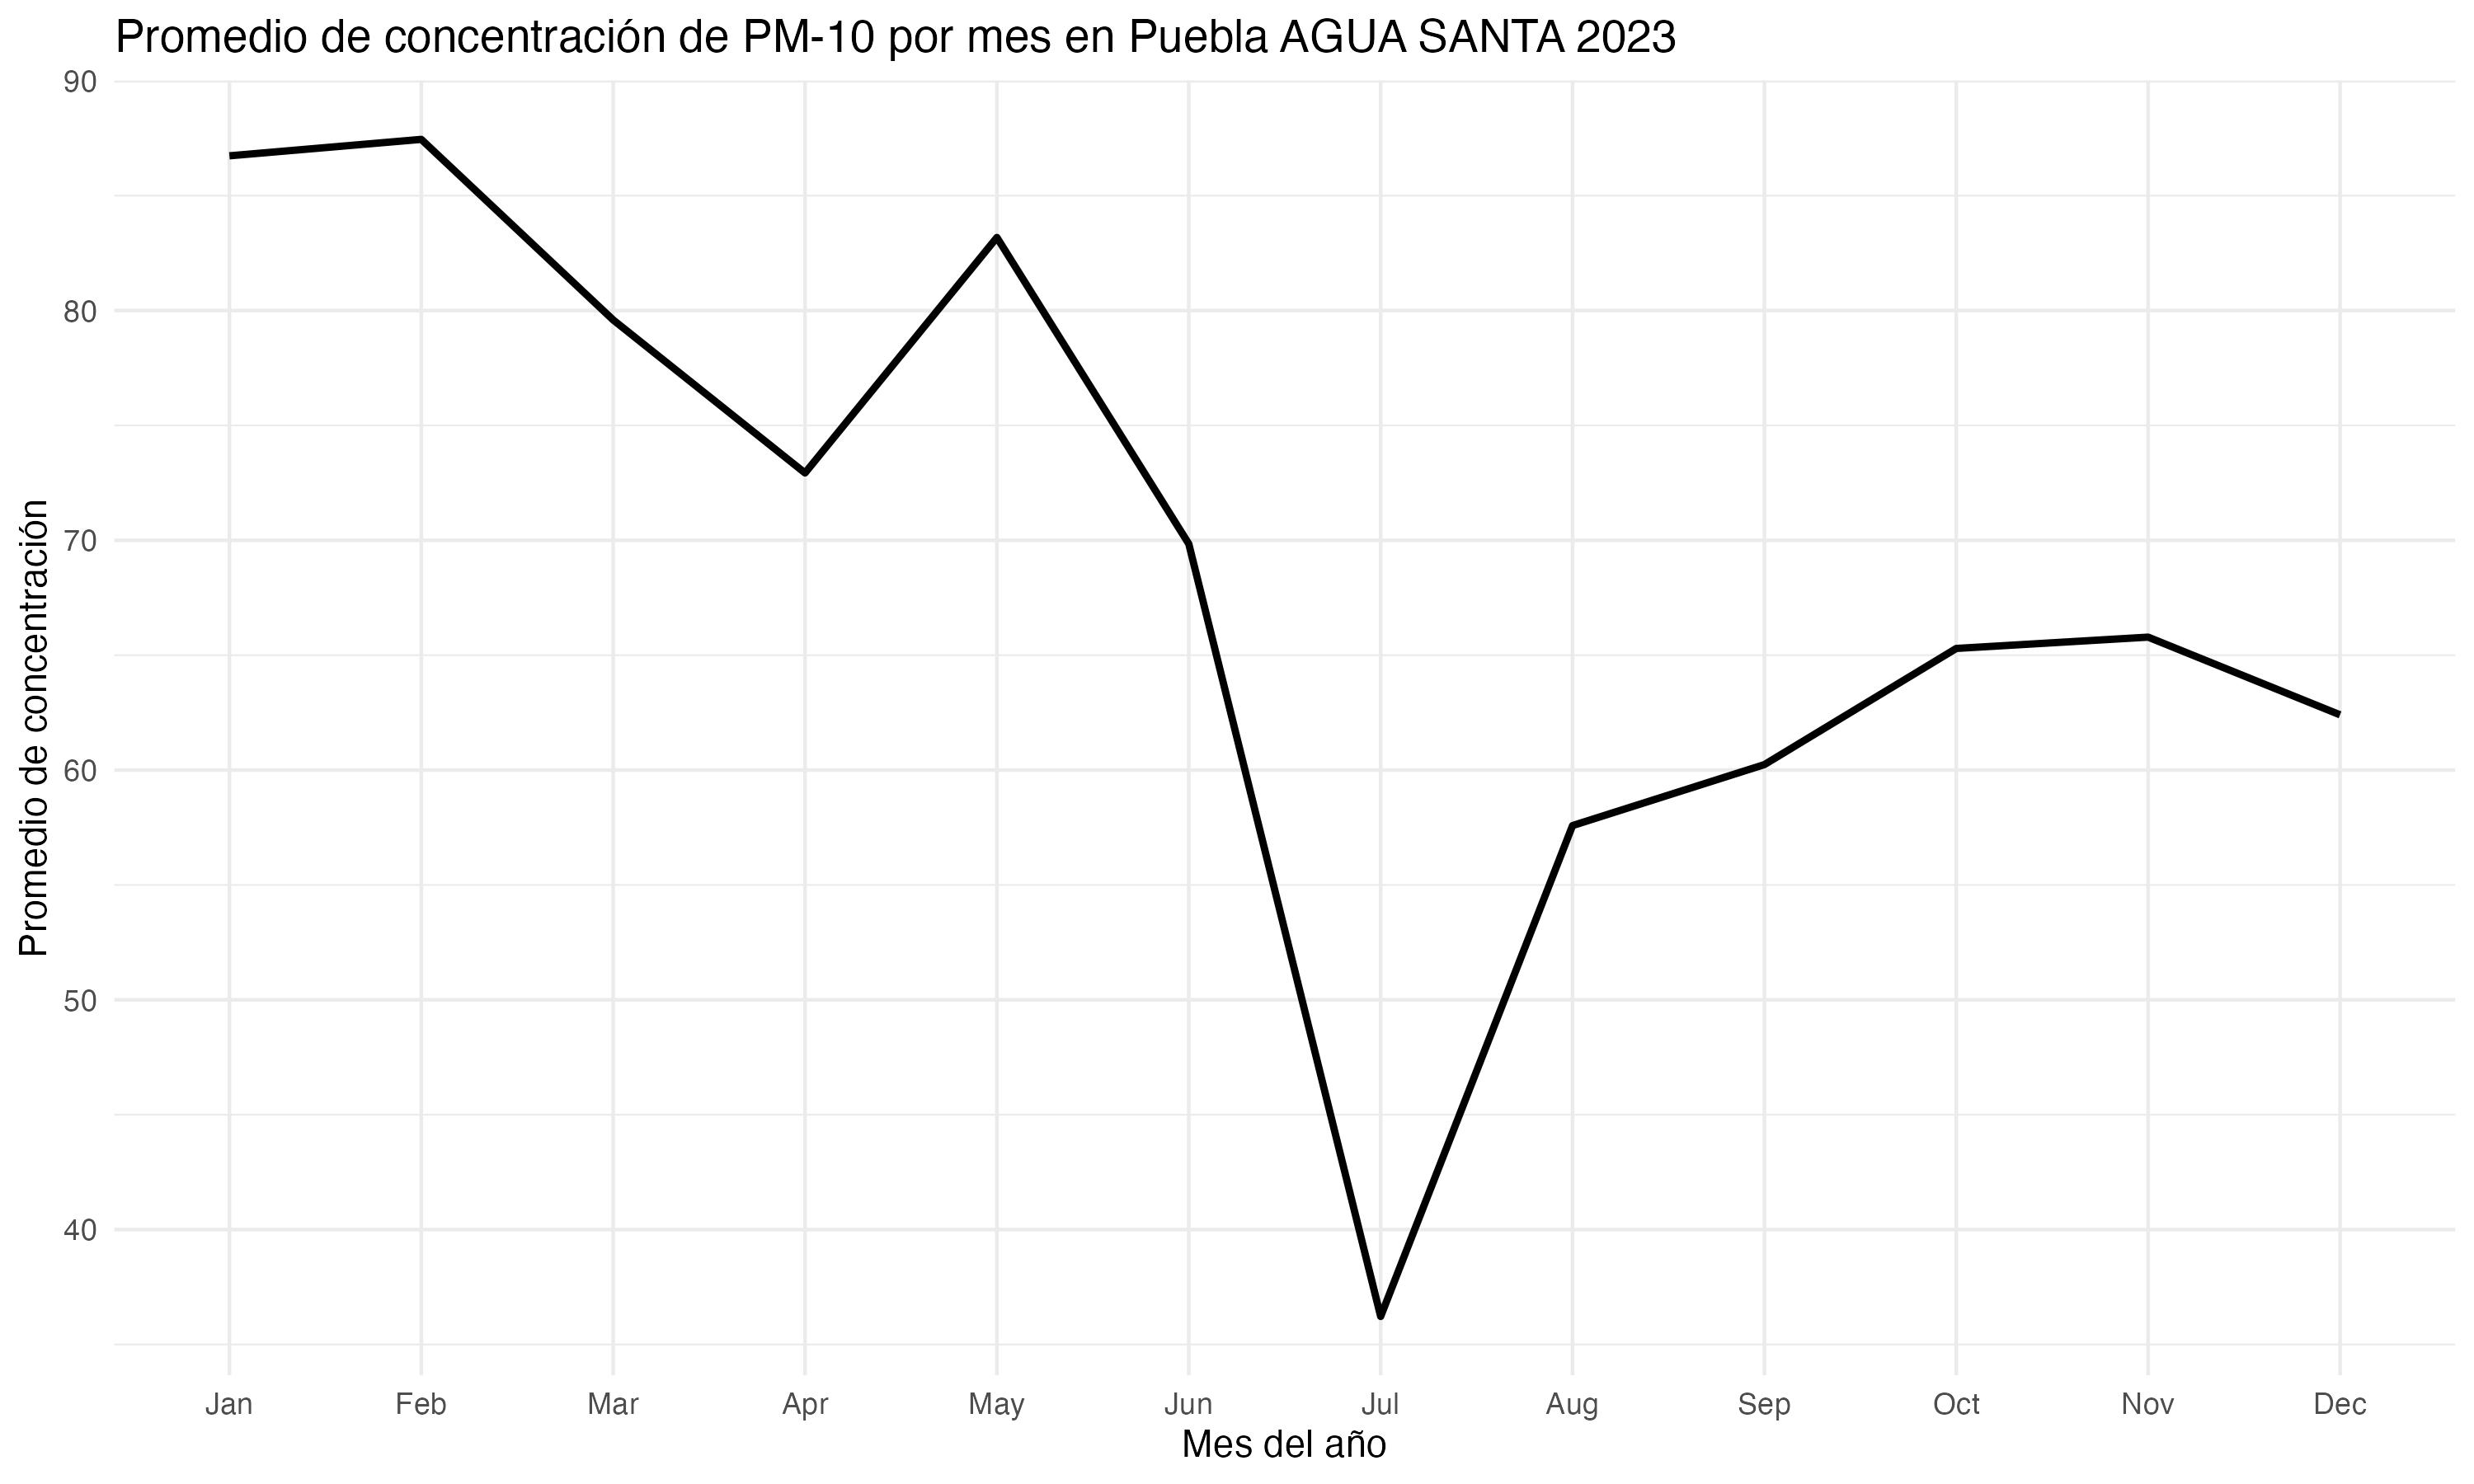 Promedio de concentración de PM-10 por mes en Puebla AGUA SANTA 2023
Promedio de concentración
90
80
70
60
50
40
Jan Feb Mar Apr May Jun Jul Aug Sep Oct Nov Dec
Mes del año